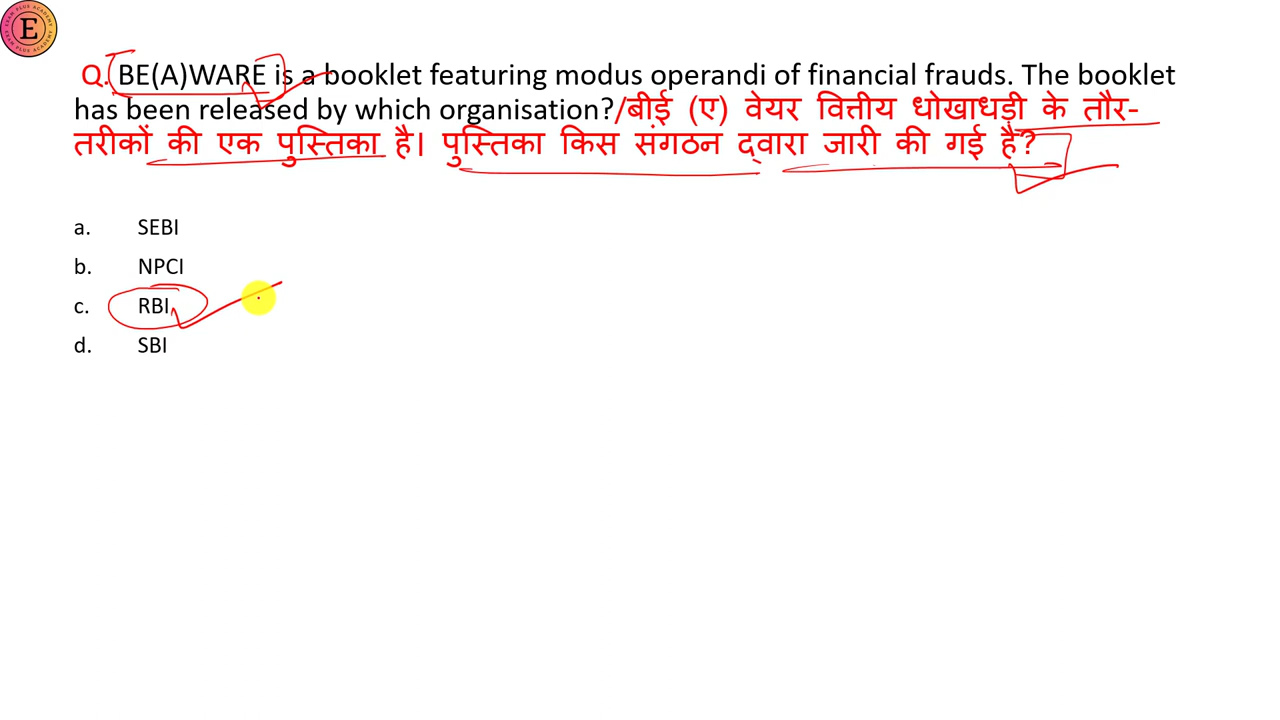 E
Q. BE(A)WARE is a booklet featuring modus operandi of financial frauds. The booklet
has been released by which organisation?/बीई (ए) वेयर वित्तीय धोखाधड़ी के तौर-
तरीकों की एक पुस्तिका है। पुस्तिका किस संगठन द्वारा जारी की गई है?
a. SEBI
b. NPCI
c. RBI
d. SBI